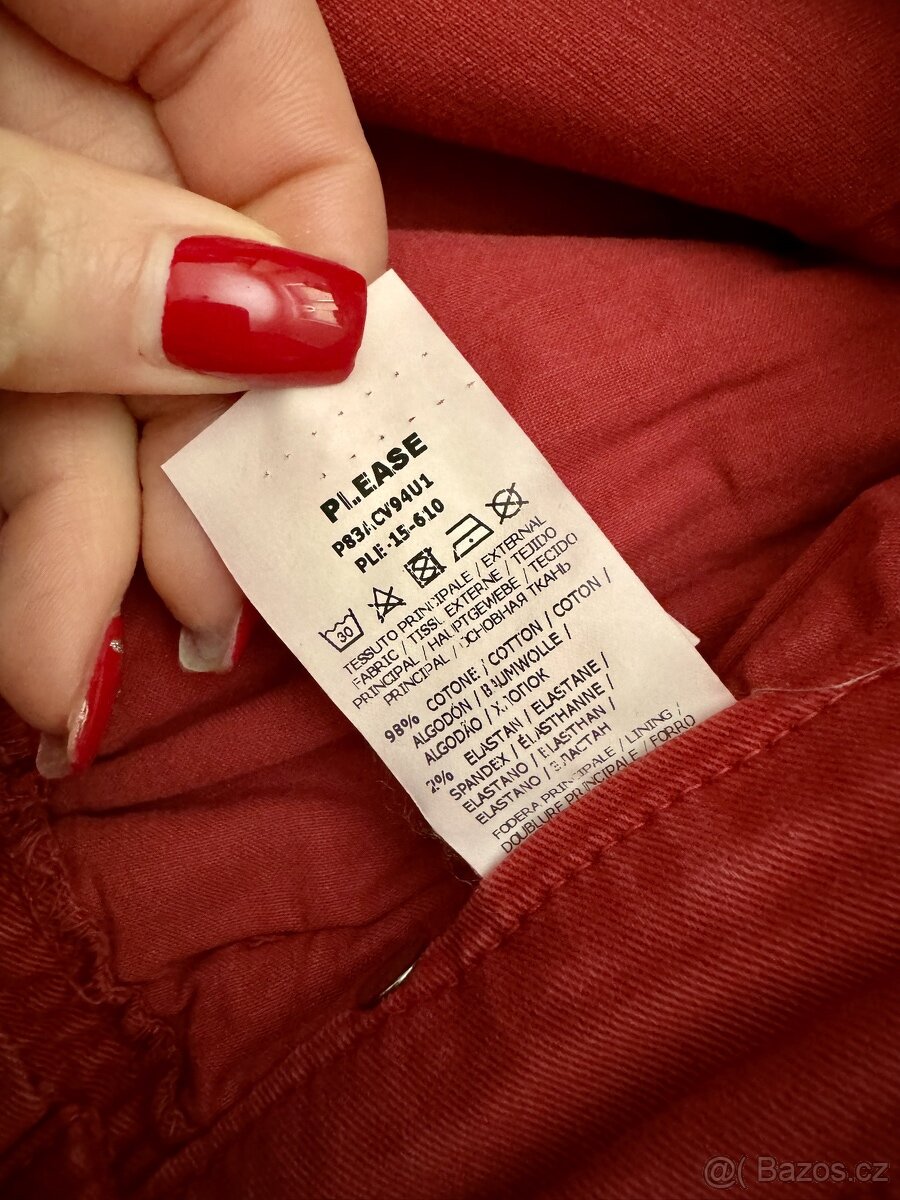 PLEASE
P83ACV94U1
PLE-15-610
30
TESSUTO PRINCIPALE / EXTERNAL
FABRIC / TISSU EXTERNE / TEJIDO
PRINCIPAL / HAUPTGEWEBE / TECIDO
PRINCIPAL / ОСНОВНАЯ ТКАНЬ
98% COTONE / COTTON / COTON /
ALGODÓN / BAUMWOLLE /
ALGODÃO / ХЛОПОК
2% ELASTAN / ELASTANE /
SPANDEX / ÉLASTHANNE /
ELASTANO / ELASTHAN /
ELASTANO / ЭЛАСТАН
FODERA PRINCIPALE / LINING /
DOUBLURE PRINCIPALE / FORRO
@( Bazos.cz